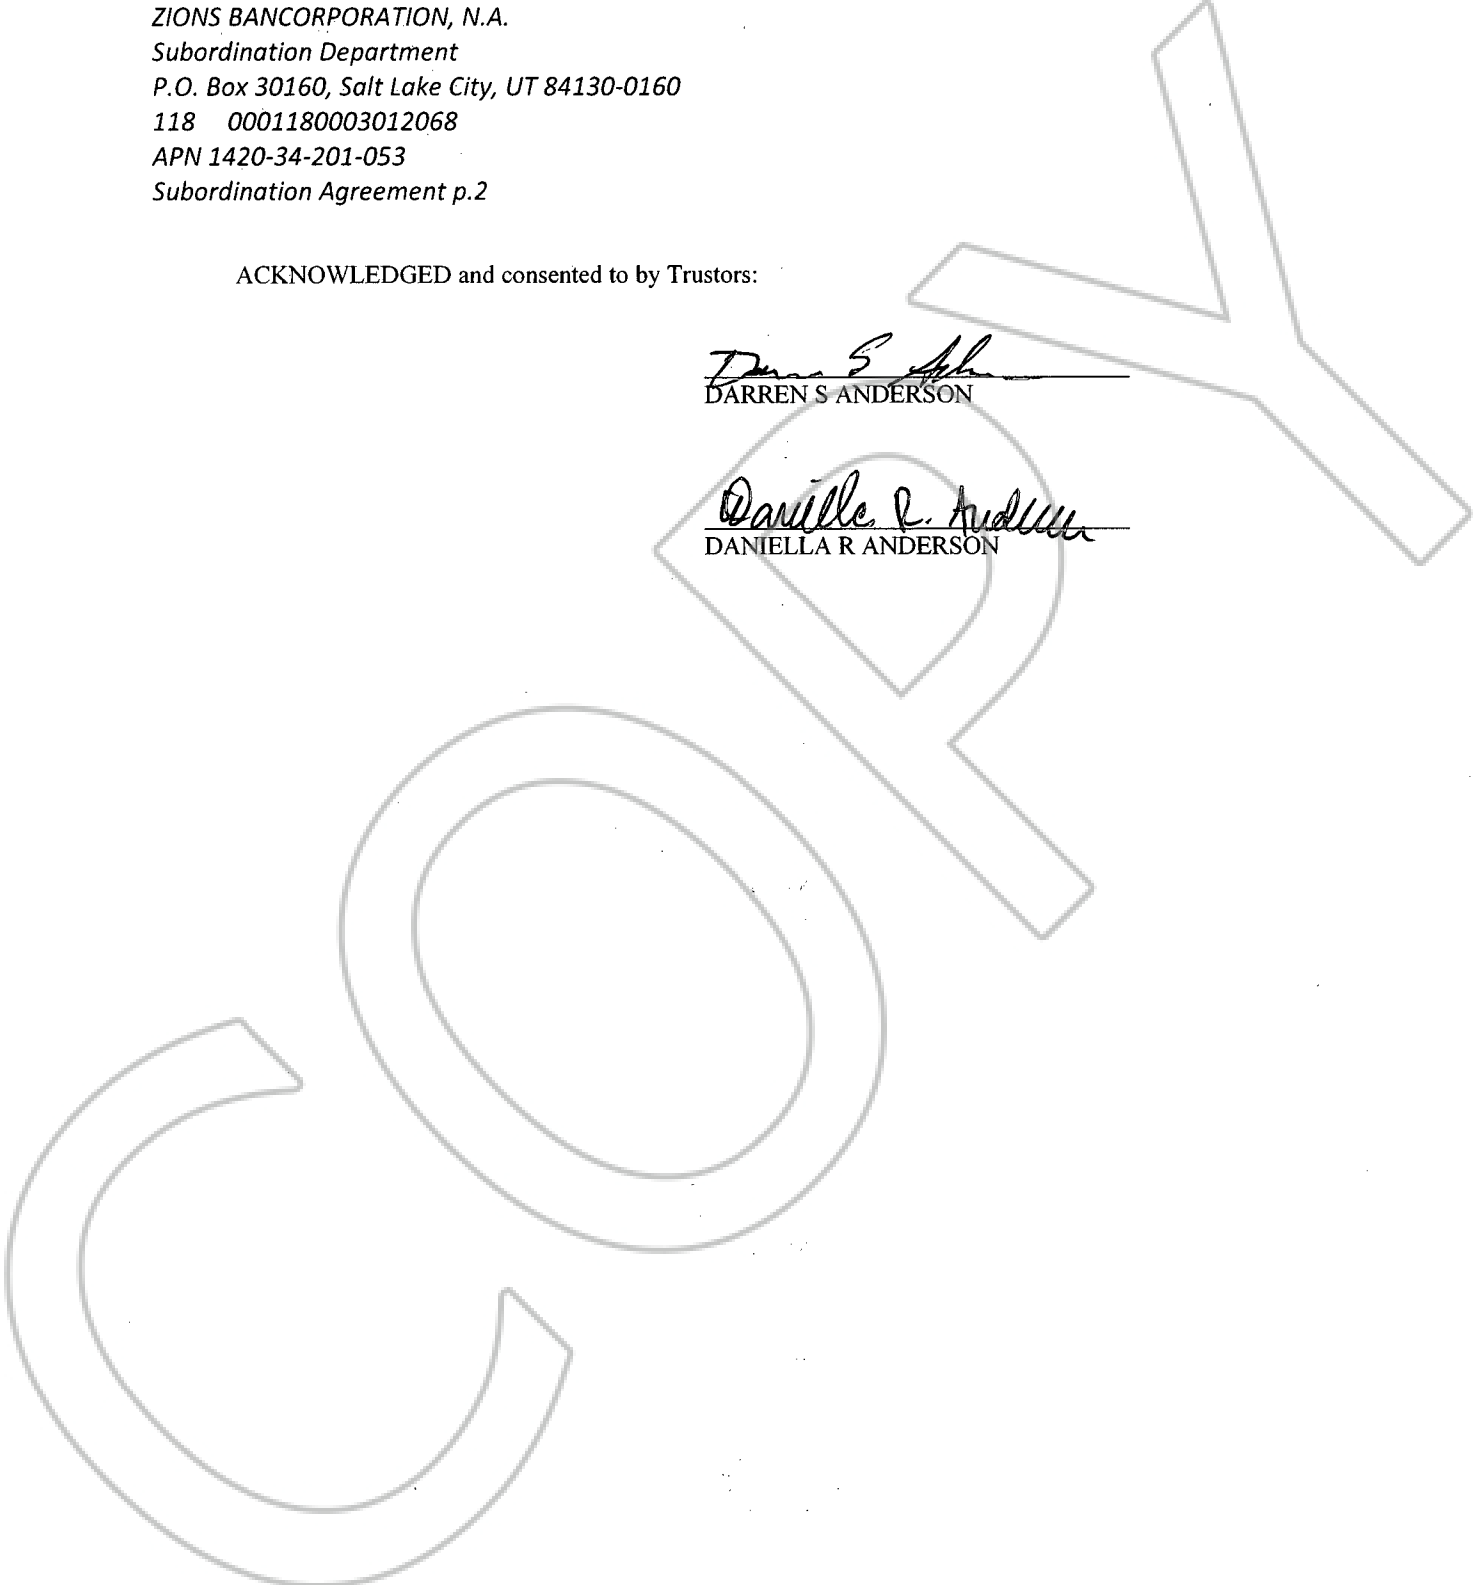 ZIONS BANCORPORATION, N.A.
Subordination Department
P.O. Box 30160, Salt Lake City, UT 84130-0160
118 0001180003012068
APN 1420-34-201-053
Subordination Agreement p.2
ACKNOWLEDGED and consented to by Trustors:
DARREN S ANDERSON
Daniella R. Anderson
DANIELLA R ANDERSON
COPY